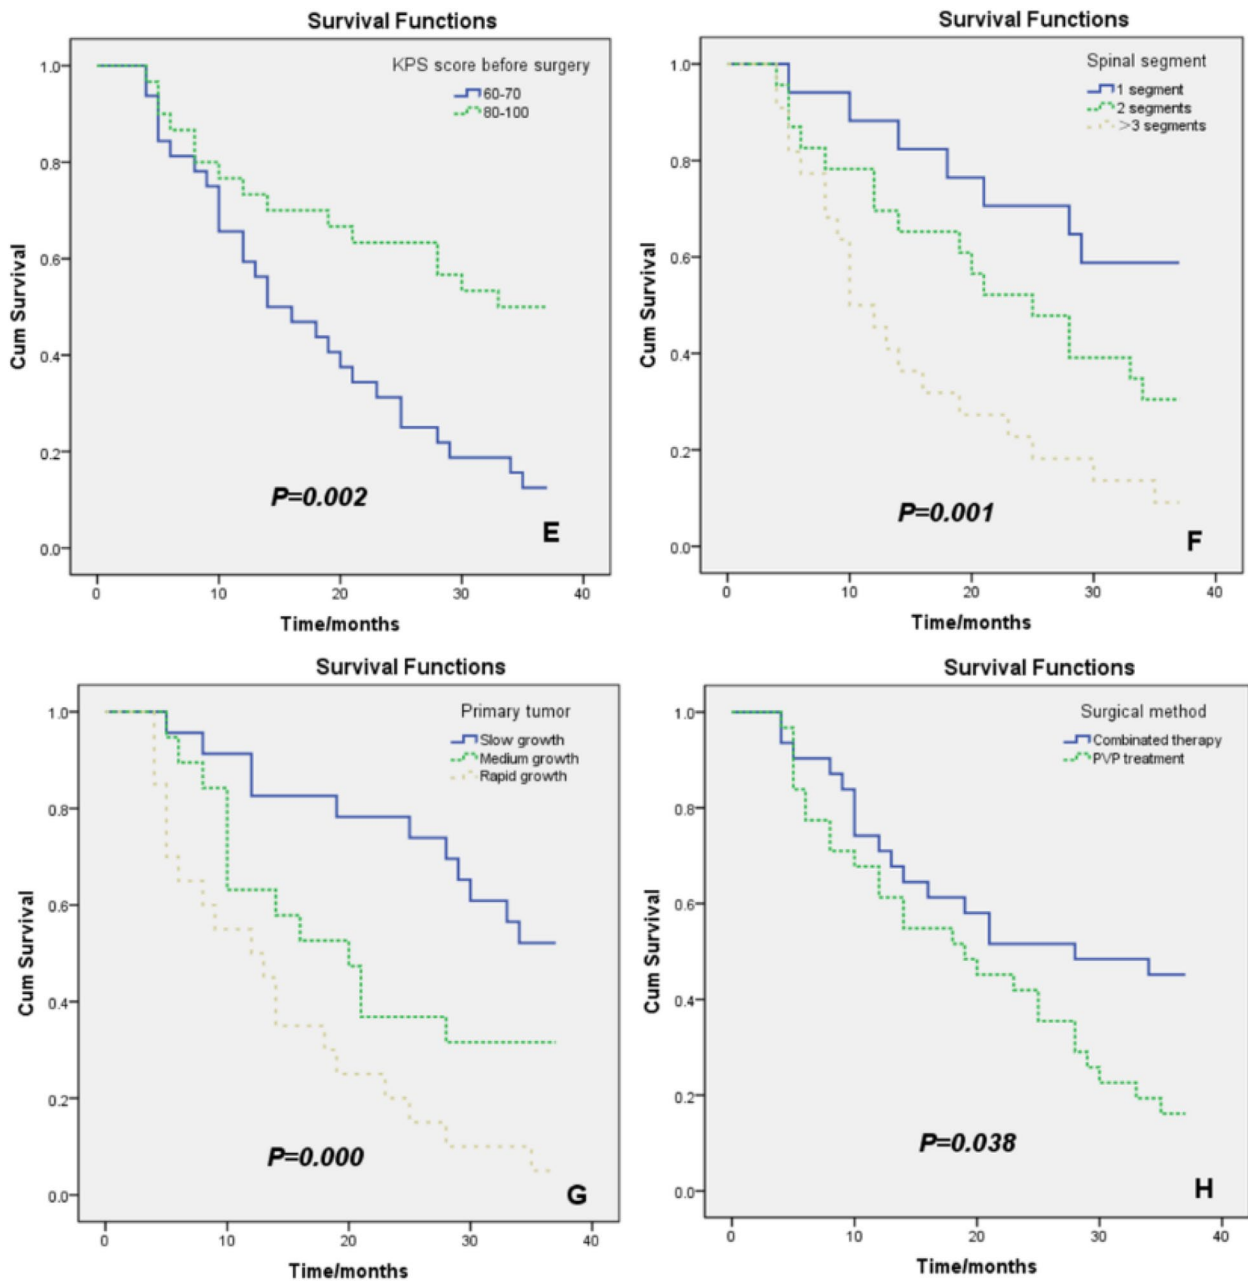 Survival Functions
KPS score before surgery
60-70
80-100
Cum Survival
1.0
0.8
0.6
0.4
0.2
0.0
P=0.002
E
0 10 20 30 40
Time/months
Survival Functions
Spinal segment
1 segment
2 segments
>3 segments
Cum Survival
1.0
0.8
0.6
0.4
0.2
0.0
P=0.001
F
0 10 20 30 40
Time/months
Survival Functions
Primary tumor
Slow growth
Medium growth
Rapid growth
Cum Survival
1.0
0.8
0.6
0.4
0.2
0.0
P=0.000
G
0 10 20 30 40
Time/months
Survival Functions
Surgical method
Combinated therapy
PVP treatment
Cum Survival
1.0
0.8
0.6
0.4
0.2
0.0
P=0.038
H
0 10 20 30 40
Time/months